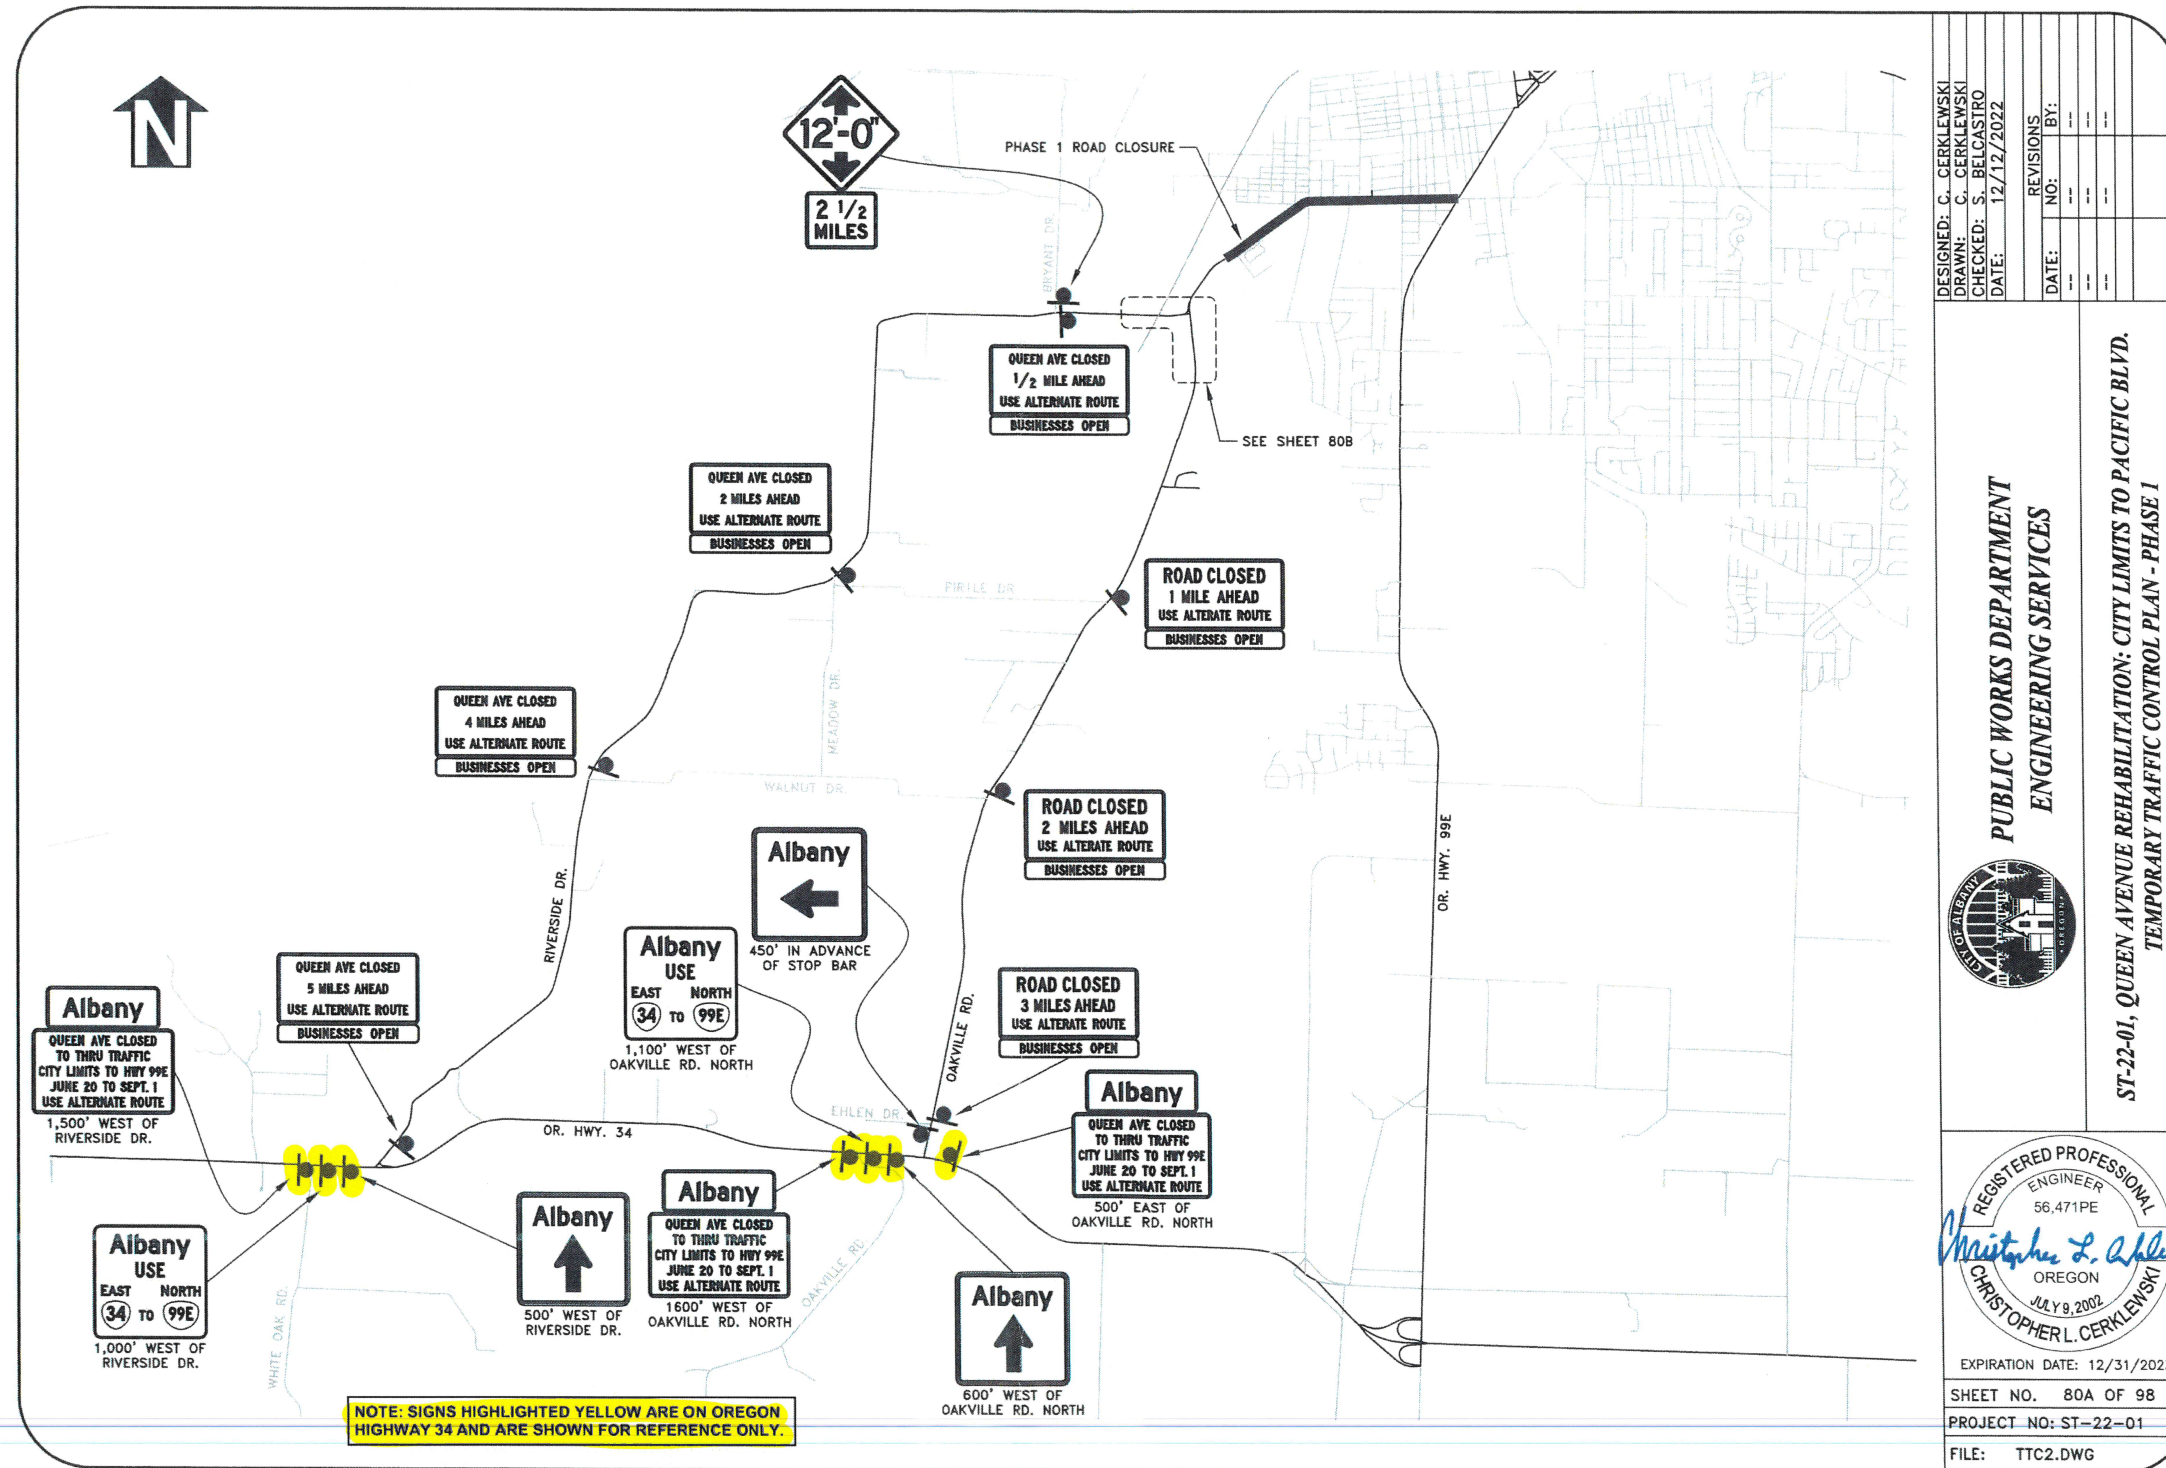 N
12'-0"
2 1/2
MILES
PHASE 1 ROAD CLOSURE
BRYANT DR.
QUEEN AVE CLOSED
1/2 MILE AHEAD
USE ALTERNATE ROUTE
BUSINESSES OPEN
SEE SHEET 80B
QUEEN AVE CLOSED
2 MILES AHEAD
USE ALTERNATE ROUTE
BUSINESSES OPEN
ROAD CLOSED
1 MILE AHEAD
USE ALTERATE ROUTE
BUSINESSES OPEN
PIRTLE DR
MEADOW DR.
QUEEN AVE CLOSED
4 MILES AHEAD
USE ALTERNATE ROUTE
BUSINESSES OPEN
WALNUT DR.
ROAD CLOSED
2 MILES AHEAD
USE ALTERATE ROUTE
BUSINESSES OPEN
OR. HWY. 99E
Albany
450' IN ADVANCE
OF STOP BAR
RIVERSIDE DR.
Albany
USE
EAST NORTH
34 TO 99E
1,100' WEST OF
OAKVILLE RD. NORTH
QUEEN AVE CLOSED
5 MILES AHEAD
USE ALTERNATE ROUTE
BUSINESSES OPEN
ROAD CLOSED
3 MILES AHEAD
USE ALTERATE ROUTE
BUSINESSES OPEN
OAKVILLE RD.
Albany
QUEEN AVE CLOSED
TO THRU TRAFFIC
CITY LIMITS TO HWY 99E
JUNE 20 TO SEPT. 1
USE ALTERNATE ROUTE
1,500' WEST OF
RIVERSIDE DR.
EHLEN DR.
OR. HWY. 34
Albany
QUEEN AVE CLOSED
TO THRU TRAFFIC
CITY LIMITS TO HWY 99E
JUNE 20 TO SEPT. 1
USE ALTERNATE ROUTE
500' EAST OF
OAKVILLE RD. NORTH
Albany
QUEEN AVE CLOSED
TO THRU TRAFFIC
CITY LIMITS TO HWY 99E
JUNE 20 TO SEPT. 1
USE ALTERNATE ROUTE
1600' WEST OF
OAKVILLE RD. NORTH
Albany
500' WEST OF
RIVERSIDE DR.
Albany
USE
EAST NORTH
34 TO 99E
1,000' WEST OF
RIVERSIDE DR.
WHITE OAK RD.
OAKVILLE RD.
Albany
600' WEST OF
OAKVILLE RD. NORTH
NOTE: SIGNS HIGHLIGHTED YELLOW ARE ON OREGON
HIGHWAY 34 AND ARE SHOWN FOR REFERENCE ONLY.
DESIGNED: C. CERKLEWSKI
DRAWN: C. CERKLEWSKI
CHECKED: S. BELCASTRO
DATE: 12/12/2022
REVISIONS
DATE: NO: BY:
-- -- --
-- -- --
-- -- --
PUBLIC WORKS DEPARTMENT
ENGINEERING SERVICES
CITY OF ALBANY
OREGON
ST-22-01, QUEEN AVENUE REHABILITATION: CITY LIMITS TO PACIFIC BLVD.
TEMPORARY TRAFFIC CONTROL PLAN - PHASE 1
REGISTERED PROFESSIONAL
ENGINEER
56,471PE
Christopher L.
OREGON
JULY 9, 2002
CHRISTOPHER L. CERKLEWSKI
EXPIRATION DATE: 12/31/202
SHEET NO. 80A OF 98
PROJECT NO: ST-22-01
FILE: TTC2.DWG